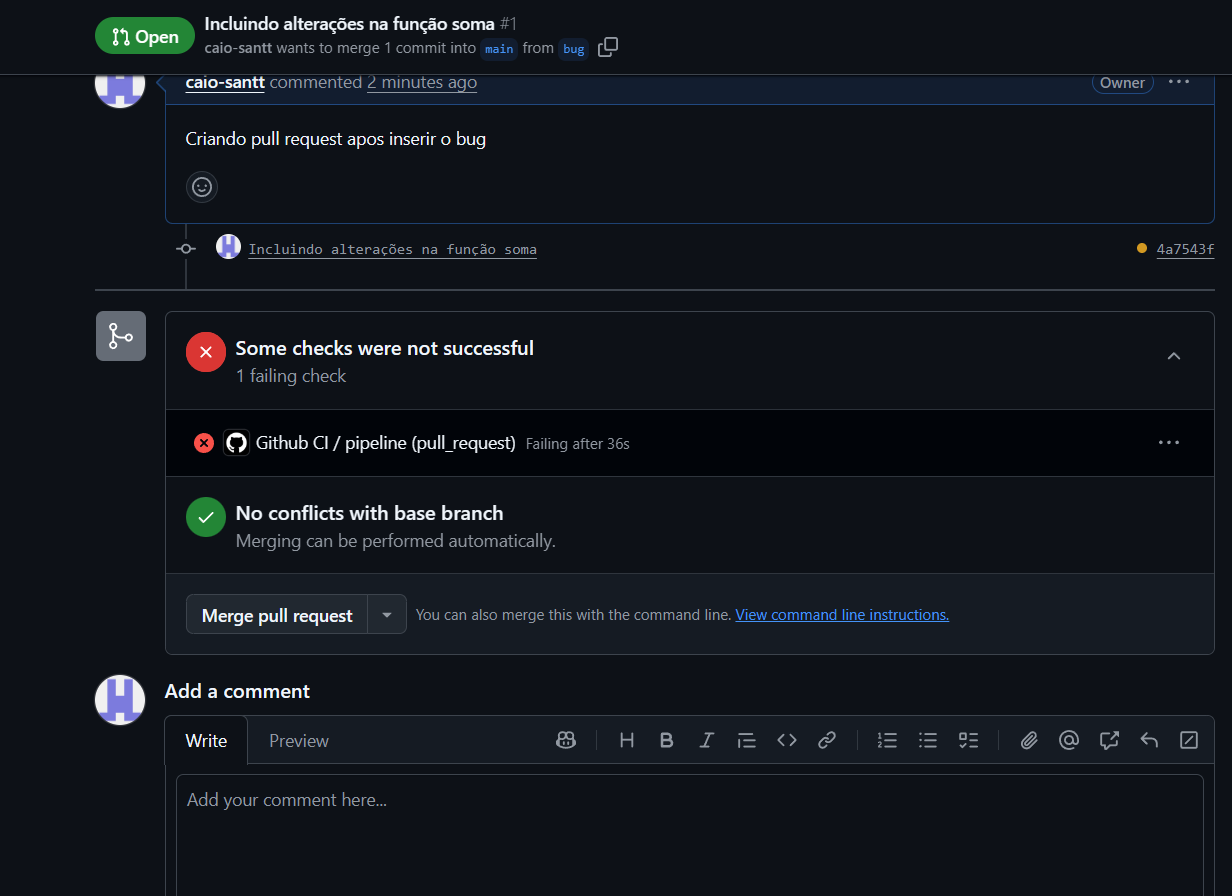 Open
Incluindo alterações na função soma #1
caio-santt wants to merge 1 commit into main from bug
caio-santt commented 2 minutes ago
Owner
Criando pull request apos inserir o bug
Incluindo alterações na função soma
4a7543f
Some checks were not successful
1 failing check
Github CI / pipeline (pull_request) Failing after 36s
No conflicts with base branch
Merging can be performed automatically.
Merge pull request
You can also merge this with the command line. View command line instructions.
Add a comment
Write
Preview
Add your comment here...